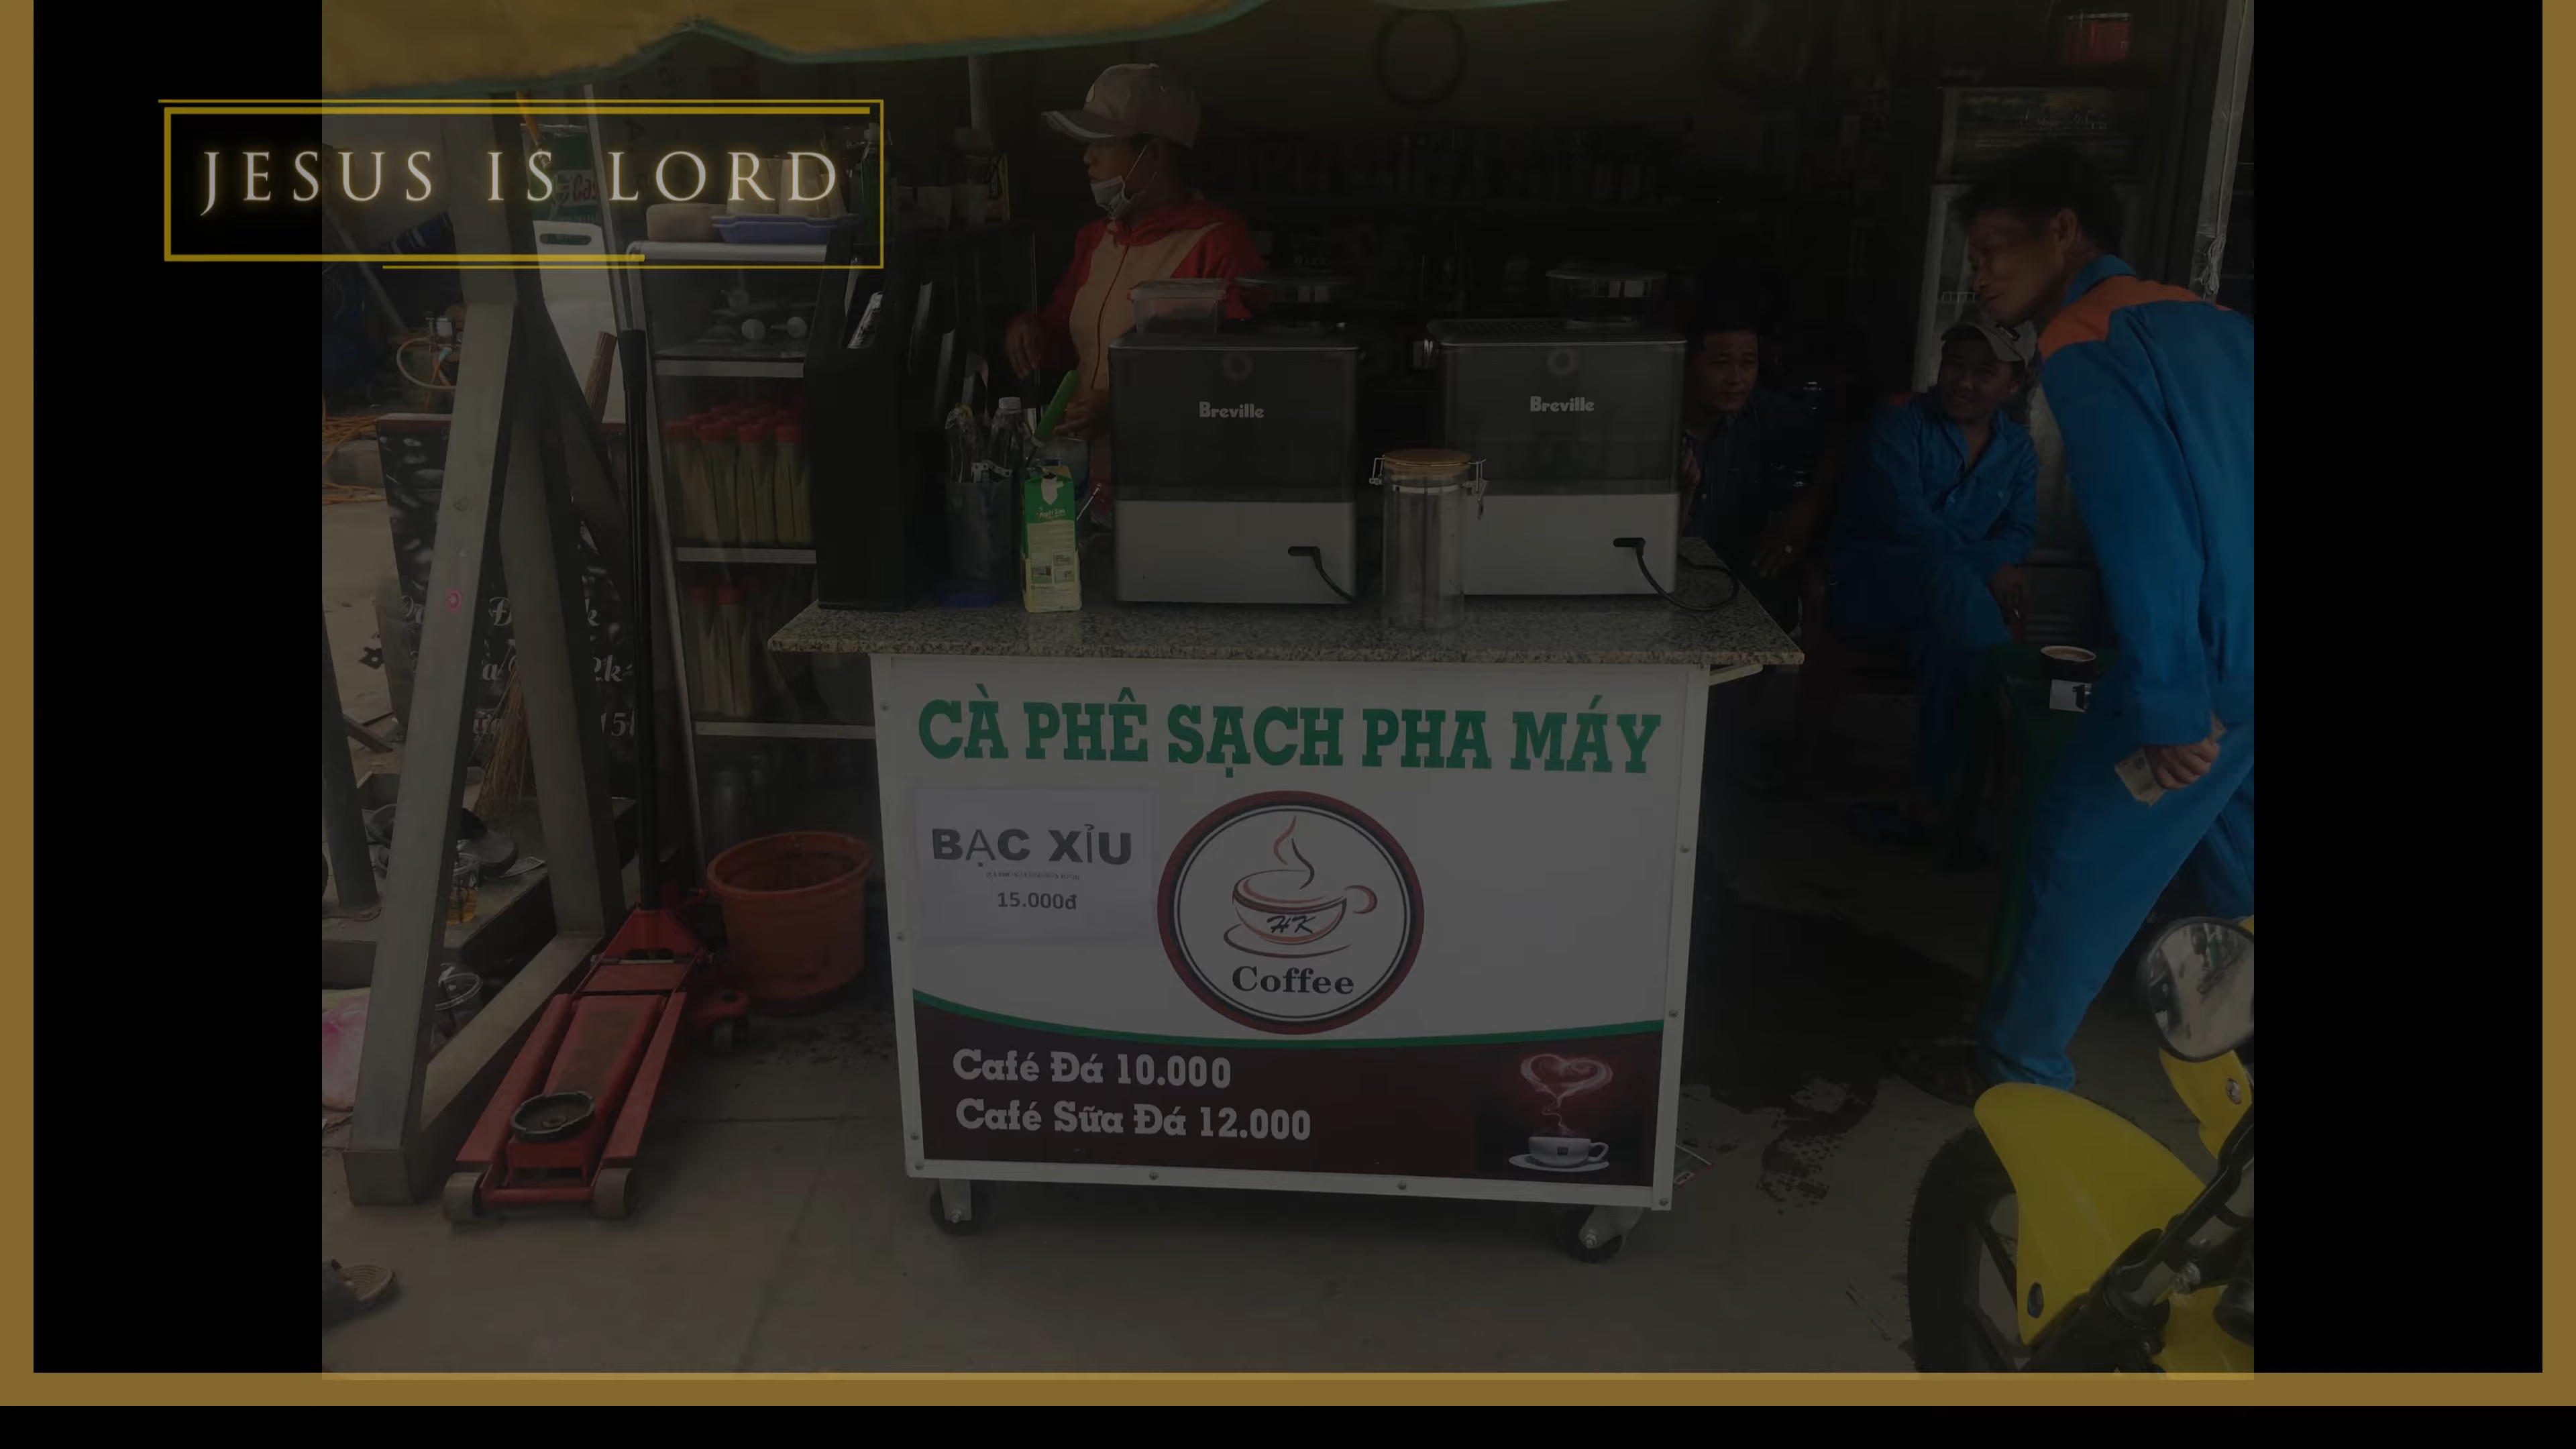 JESUS IS LORD
Breville
Breville
CÀ PHÊ SẠCH PHA MÁY
BẠC XỈU
15.000đ
HK
Coffee
Café Đá 10.000
Café Sữa Đá 12.000